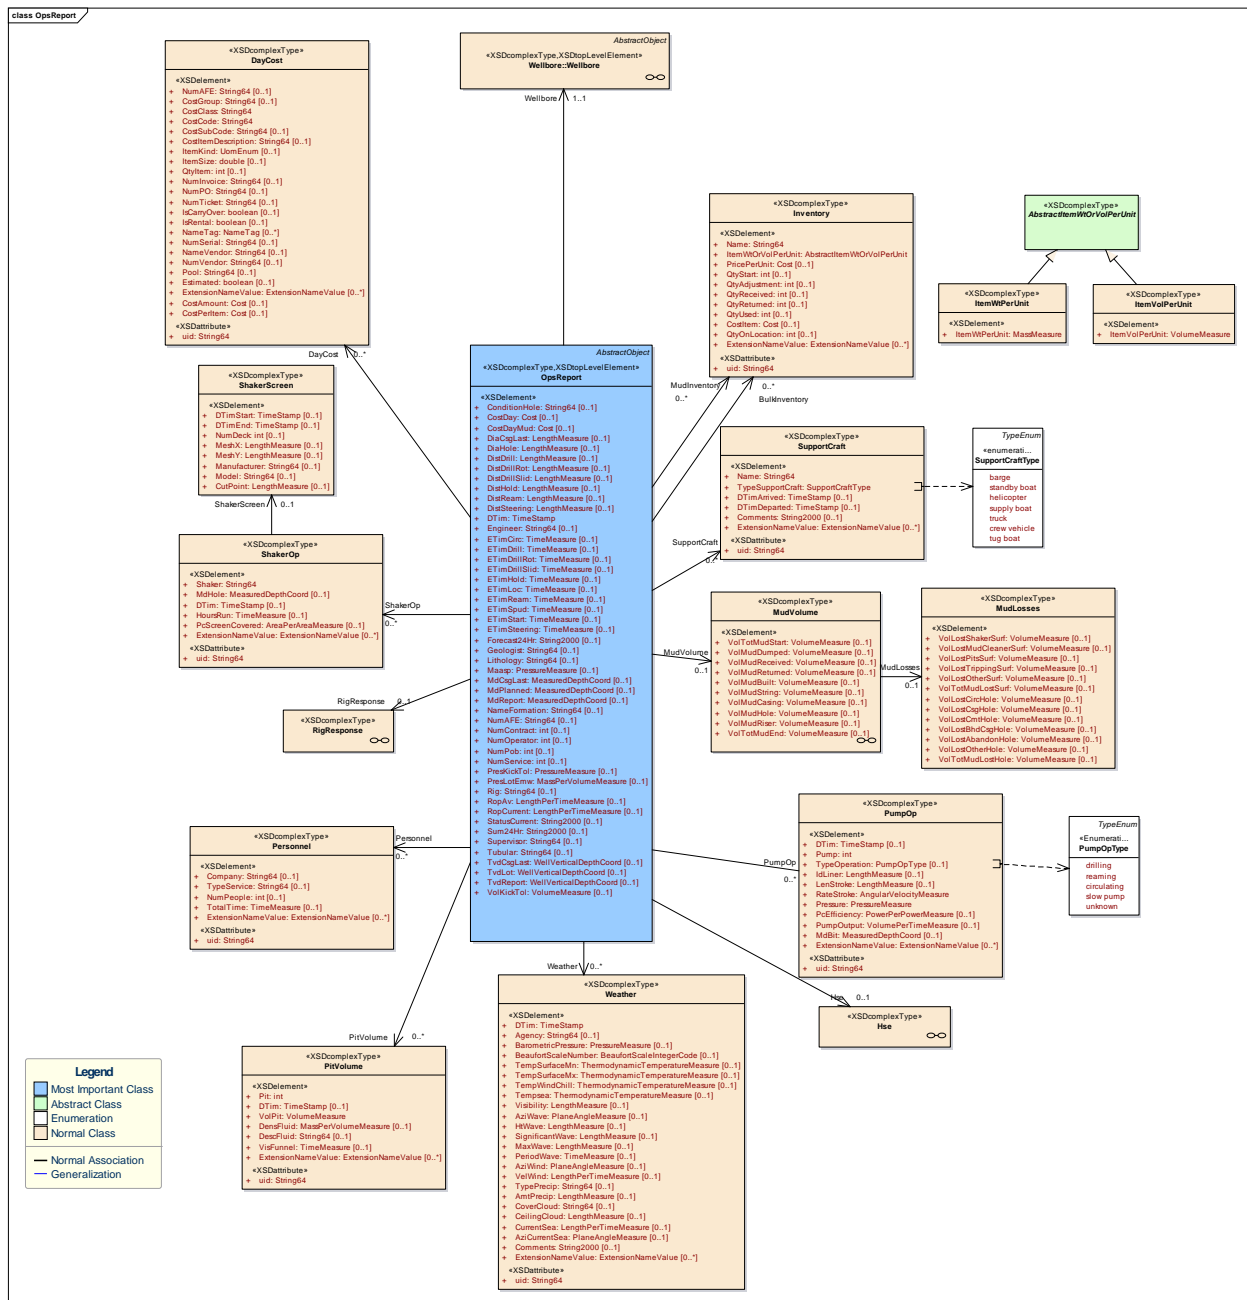 class OpsReport
«XSDcomplexType»
DayCost
«XSDelement»
+ NumAFE: String64 [0..1]
+ CostGroup: String64 [0..1]
+ CostClass: String64
+ CostCode: String64
+ CostSubCode: String64 [0..1]
+ CostItemDescription: String64 [0..1]
+ ItemKind: UomEnum [0..1]
+ ItemSize: double [0..1]
+ QtyItem: int [0..1]
+ NumInvoice: String64 [0..1]
+ NumPO: String64 [0..1]
+ NumTicket: String64 [0..1]
+ IsCarryOver: boolean [0..1]
+ IsRental: boolean [0..1]
+ NameTag: NameTag [0..*]
+ NumSerial: String64 [0..1]
+ NameVendor: String64 [0..1]
+ NumVendor: String64 [0..1]
+ Pool: String64 [0..1]
+ Estimated: boolean [0..1]
+ ExtensionNameValue: ExtensionNameValue [0..*]
+ CostAmount: Cost [0..1]
+ CostPerItem: Cost [0..1]
«XSDattribute»
+ uid: String64
AbstractObject
«XSDcomplexType,XSDtopLevelElement»
Wellbore::Wellbore
Wellbore
1..1
«XSDcomplexType»
Inventory
«XSDelement»
+ Name: String64
+ ItemWtOrVolPerUnit: AbstractItemWtOrVolPerUnit
+ PricePerUnit: Cost [0..1]
+ QtyStart: int [0..1]
+ QtyAdjustment: int [0..1]
+ QtyReceived: int [0..1]
+ QtyReturned: int [0..1]
+ QtyUsed: int [0..1]
+ CostItem: Cost [0..1]
+ QtyOnLocation: int [0..1]
+ ExtensionNameValue: ExtensionNameValue [0..*]
«XSDattribute»
+ uid: String64
«XSDcomplexType»
AbstractItemWtOrVolPerUnit
«XSDcomplexType»
ItemWtPerUnit
«XSDelement»
+ ItemWtPerUnit: MassMeasure
«XSDcomplexType»
ItemVolPerUnit
«XSDelement»
+ ItemVolPerUnit: VolumeMeasure
DayCost
0..*
MudInventory
0..*
0..*
BulkInventory
«XSDcomplexType»
ShakerScreen
«XSDelement»
+ DTimStart: TimeStamp [0..1]
+ DTimEnd: TimeStamp [0..1]
+ NumDeck: int [0..1]
+ MeshX: LengthMeasure [0..1]
+ MeshY: LengthMeasure [0..1]
+ Manufacturer: String64 [0..1]
+ Model: String64 [0..1]
+ CutPoint: LengthMeasure [0..1]
ShakerScreen
0..1
«XSDcomplexType»
ShakerOp
«XSDelement»
+ Shaker: String64
+ MdHole: MeasuredDepthCoord [0..1]
+ DTim: TimeStamp [0..1]
+ HoursRun: TimeMeasure [0..1]
+ PcScreenCovered: AreaPerAreaMeasure [0..1]
+ ExtensionNameValue: ExtensionNameValue [0..*]
«XSDattribute»
+ uid: String64
ShakerOp
0..*
AbstractObject
«XSDcomplexType,XSDtopLevelElement»
OpsReport
«XSDelement»
+ ConditionHole: String64 [0..1]
+ CostDay: Cost [0..1]
+ CostDayMud: Cost [0..1]
+ DiaCsgLast: LengthMeasure [0..1]
+ DiaHole: LengthMeasure [0..1]
+ DistDrill: LengthMeasure [0..1]
+ DistDrillRot: LengthMeasure [0..1]
+ DistDrillSlid: LengthMeasure [0..1]
+ DistHold: LengthMeasure [0..1]
+ DistReam: LengthMeasure [0..1]
+ DistSteering: LengthMeasure [0..1]
+ DTim: TimeStamp
+ Engineer: String64 [0..1]
+ ETimCirc: TimeMeasure [0..1]
+ ETimDrill: TimeMeasure [0..1]
+ ETimDrillRot: TimeMeasure [0..1]
+ ETimDrillSlid: TimeMeasure [0..1]
+ ETimHold: TimeMeasure [0..1]
+ ETimLoc: TimeMeasure [0..1]
+ ETimReam: TimeMeasure [0..1]
+ ETimSpud: TimeMeasure [0..1]
+ ETimStart: TimeMeasure [0..1]
+ ETimSteering: TimeMeasure [0..1]
+ Forecast24Hr: String2000 [0..1]
+ Geologist: String64 [0..1]
+ Lithology: String64 [0..1]
+ Maasp: PressureMeasure [0..1]
+ MdCsgLast: MeasuredDepthCoord [0..1]
+ MdPlanned: MeasuredDepthCoord [0..1]
+ MdReport: MeasuredDepthCoord [0..1]
+ NameFormation: String64 [0..1]
+ NumAFE: String64 [0..1]
+ NumContract: int [0..1]
+ NumOperator: int [0..1]
+ NumPob: int [0..1]
+ NumService: int [0..1]
+ PresKickTol: PressureMeasure [0..1]
+ PresLotEmw: MassPerVolumeMeasure [0..1]
+ Rig: String64 [0..1]
+ RopAv: LengthPerTimeMeasure [0..1]
+ RopCurrent: LengthPerTimeMeasure [0..1]
+ StatusCurrent: String2000 [0..1]
+ Sum24Hr: String2000 [0..1]
+ Supervisor: String64 [0..1]
+ Tubular: String64 [0..1]
+ TvdCsgLast: WellVerticalDepthCoord [0..1]
+ TvdLot: WellVerticalDepthCoord [0..1]
+ TvdReport: WellVerticalDepthCoord [0..1]
+ VolKickTol: VolumeMeasure [0..1]
SupportCraft
0..*
«XSDcomplexType»
SupportCraft
«XSDelement»
+ Name: String64
+ TypeSupportCraft: SupportCraftType
+ DTimArrived: TimeStamp [0..1]
+ DTimDeparted: TimeStamp [0..1]
+ Comments: String2000 [0..1]
+ ExtensionNameValue: ExtensionNameValue [0..*]
«XSDattribute»
+ uid: String64
TypeEnum
«enumerati...
SupportCraftType
barge
standby boat
helicopter
supply boat
truck
crew vehicle
tug boat
MudVolume
0..1
«XSDcomplexType»
MudVolume
«XSDelement»
+ VolTotMudStart: VolumeMeasure [0..1]
+ VolMudDumped: VolumeMeasure [0..1]
+ VolMudReceived: VolumeMeasure [0..1]
+ VolMudReturned: VolumeMeasure [0..1]
+ VolMudBuilt: VolumeMeasure [0..1]
+ VolMudString: VolumeMeasure [0..1]
+ VolMudCasing: VolumeMeasure [0..1]
+ VolMudHole: VolumeMeasure [0..1]
+ VolMudRiser: VolumeMeasure [0..1]
+ VolTotMudEnd: VolumeMeasure [0..1]
MudLosses
0..1
«XSDcomplexType»
MudLosses
«XSDelement»
+ VolLostShakerSurf: VolumeMeasure [0..1]
+ VolLostMudCleanerSurf: VolumeMeasure [0..1]
+ VolLostPitsSurf: VolumeMeasure [0..1]
+ VolLostTrippingSurf: VolumeMeasure [0..1]
+ VolLostOtherSurf: VolumeMeasure [0..1]
+ VolTotMudLostSurf: VolumeMeasure [0..1]
+ VolLostCircHole: VolumeMeasure [0..1]
+ VolLostCsgHole: VolumeMeasure [0..1]
+ VolLostCmtHole: VolumeMeasure [0..1]
+ VolLostBhdCsgHole: VolumeMeasure [0..1]
+ VolLostAbandonHole: VolumeMeasure [0..1]
+ VolLostOtherHole: VolumeMeasure [0..1]
+ VolTotMudLostHole: VolumeMeasure [0..1]
RigResponse
0..1
«XSDcomplexType»
RigResponse
Personnel
0..*
«XSDcomplexType»
Personnel
«XSDelement»
+ Company: String64 [0..1]
+ TypeService: String64 [0..1]
+ NumPeople: int [0..1]
+ TotalTime: TimeMeasure [0..1]
+ ExtensionNameValue: ExtensionNameValue [0..*]
«XSDattribute»
+ uid: String64
PumpOp
0..*
«XSDcomplexType»
PumpOp
«XSDelement»
+ DTim: TimeStamp [0..1]
+ Pump: int
+ TypeOperation: PumpOpType [0..1]
+ IdLiner: LengthMeasure [0..1]
+ LenStroke: LengthMeasure [0..1]
+ RateStroke: AngularVelocityMeasure
+ Pressure: PressureMeasure
+ PcEfficiency: PowerPerPowerMeasure [0..1]
+ PumpOutput: VolumePerTimeMeasure [0..1]
+ MdBit: MeasuredDepthCoord [0..1]
+ ExtensionNameValue: ExtensionNameValue [0..*]
«XSDattribute»
+ uid: String64
TypeEnum
«Enumerati...
PumpOpType
drilling
reaming
circulating
slow pump
unknown
Hse
0..1
«XSDcomplexType»
Hse
PitVolume
0..*
«XSDcomplexType»
PitVolume
«XSDelement»
+ Pit: int
+ DTim: TimeStamp [0..1]
+ VolPit: VolumeMeasure
+ DensFluid: MassPerVolumeMeasure [0..1]
+ DescFluid: String64 [0..1]
+ VisFunnel: TimeMeasure [0..1]
+ ExtensionNameValue: ExtensionNameValue [0..*]
«XSDattribute»
+ uid: String64
Weather
0..*
«XSDcomplexType»
Weather
«XSDelement»
+ DTim: TimeStamp
+ Agency: String64 [0..1]
+ BarometricPressure: PressureMeasure [0..1]
+ BeaufortScaleNumber: BeaufortScaleIntegerCode [0..1]
+ TempSurfaceMn: ThermodynamicTemperatureMeasure [0..1]
+ TempSurfaceMx: ThermodynamicTemperatureMeasure [0..1]
+ TempWindChill: ThermodynamicTemperatureMeasure [0..1]
+ Tempsea: ThermodynamicTemperatureMeasure [0..1]
+ Visibility: LengthMeasure [0..1]
+ AziWave: PlaneAngleMeasure [0..1]
+ HtWave: LengthMeasure [0..1]
+ SignificantWave: LengthMeasure [0..1]
+ MaxWave: LengthMeasure [0..1]
+ PeriodWave: TimeMeasure [0..1]
+ AziWind: PlaneAngleMeasure [0..1]
+ VelWind: LengthPerTimeMeasure [0..1]
+ TypePrecip: String64 [0..1]
+ AmtPrecip: LengthMeasure [0..1]
+ CoverCloud: String64 [0..1]
+ CeilingCloud: LengthMeasure [0..1]
+ CurrentSea: LengthPerTimeMeasure [0..1]
+ AziCurrentSea: PlaneAngleMeasure [0..1]
+ Comments: String2000 [0..1]
+ ExtensionNameValue: ExtensionNameValue [0..*]
«XSDattribute»
+ uid: String64
Legend
Most Important Class
Abstract Class
Enumeration
Normal Class
Normal Association
Generalization